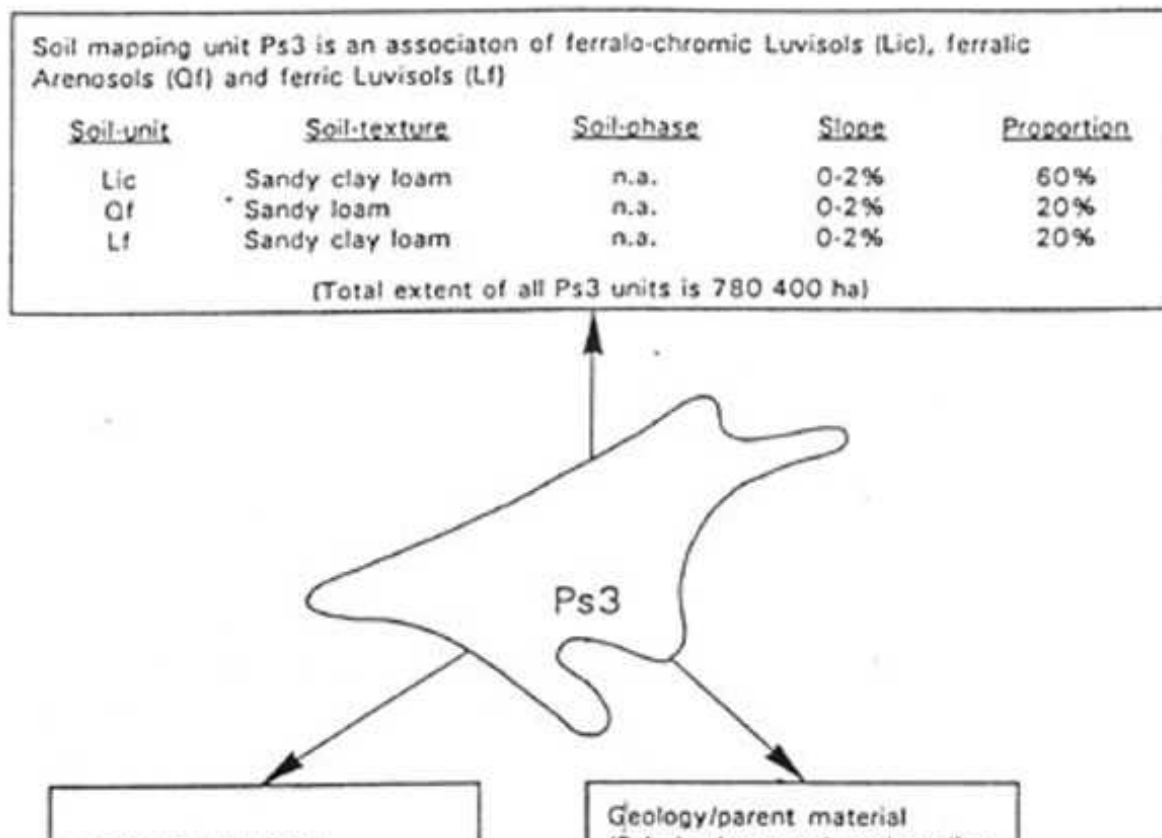 Soil mapping unit Ps3 is an associaton of ferralo-chromic Luvisols (Lic), ferralic
Arenosols (Qf) and ferric Luvisols (Lf)
Soil-unit Soil-texture Soil-phase Slope Proportion
Lic Sandy clay loam n.a. 0-2% 60%
Qf Sandy loam n.a. 0-2% 20%
Lf Sandy clay loam n.a. 0-2% 20%
(Total extent of all Ps3 units is 780 400 ha)
Ps3
Geology/parent material